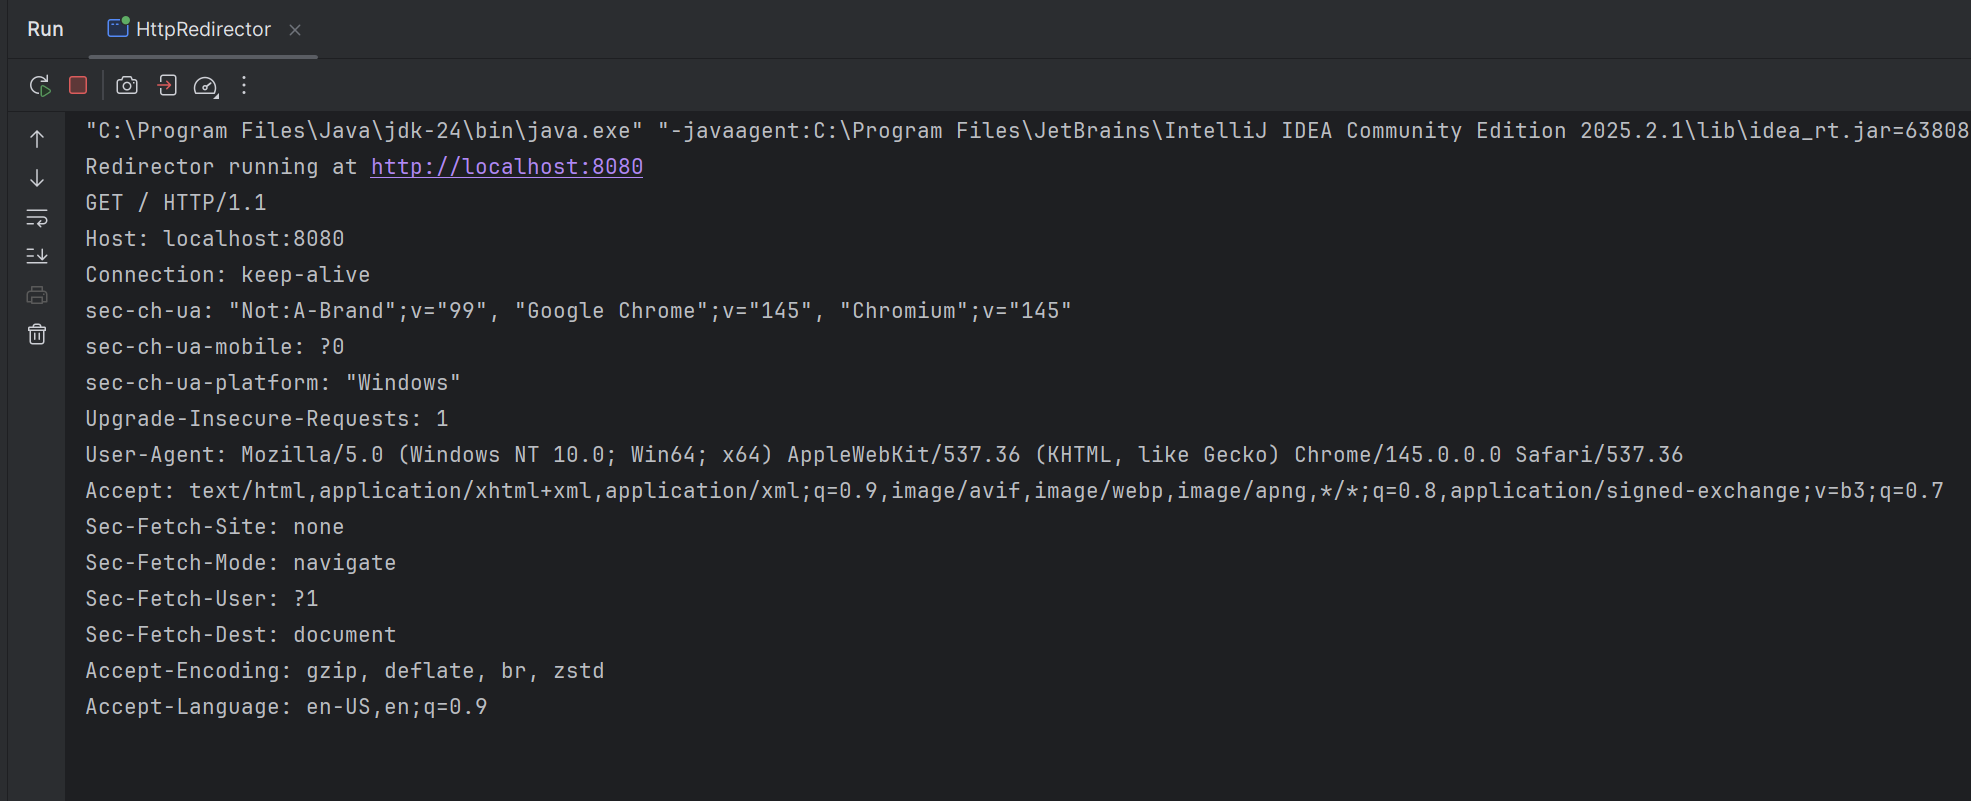 Run HttpRedirector
"C:\Program Files\Java\jdk-24\bin\java.exe" "-javaagent:C:\Program Files\JetBrains\IntelliJ IDEA Community Edition 2025.2.1\lib\idea_rt.jar=63808
Redirector running at http://localhost:8080
GET / HTTP/1.1
Host: localhost:8080
Connection: keep-alive
sec-ch-ua: "Not:A-Brand";v="99", "Google Chrome";v="145", "Chromium";v="145"
sec-ch-ua-mobile: ?0
sec-ch-ua-platform: "Windows"
Upgrade-Insecure-Requests: 1
User-Agent: Mozilla/5.0 (Windows NT 10.0; Win64; x64) AppleWebKit/537.36 (KHTML, like Gecko) Chrome/145.0.0.0 Safari/537.36
Accept: text/html,application/xhtml+xml,application/xml;q=0.9,image/avif,image/webp,image/apng,*/*;q=0.8,application/signed-exchange;v=b3;q=0.7
Sec-Fetch-Site: none
Sec-Fetch-Mode: navigate
Sec-Fetch-User: ?1
Sec-Fetch-Dest: document
Accept-Encoding: gzip, deflate, br, zstd
Accept-Language: en-US,en;q=0.9